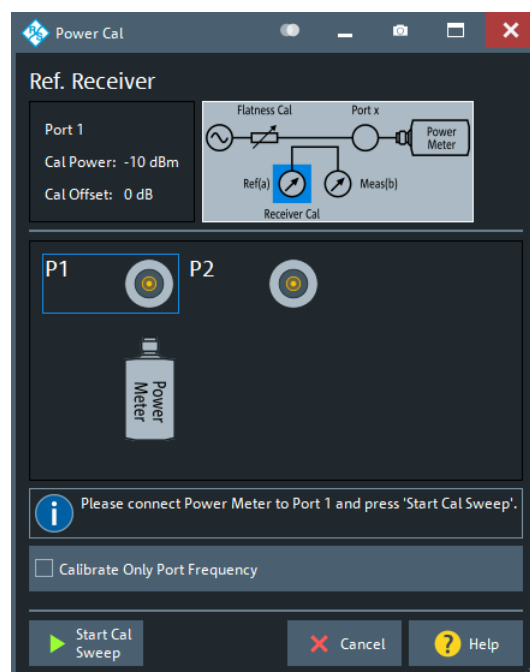 R&S
Power Cal
Ref. Receiver
Port 1
Cal Power: -10 dBm
Cal Offset: 0 dB
Flatness Cal
Port x
Power
Meter
Ref(a)
Meas(b)
Receiver Cal
P1
P2
Power
Meter
Please connect Power Meter to Port 1 and press 'Start Cal Sweep'.
Calibrate Only Port Frequency
Start Cal
Sweep
Cancel
Help